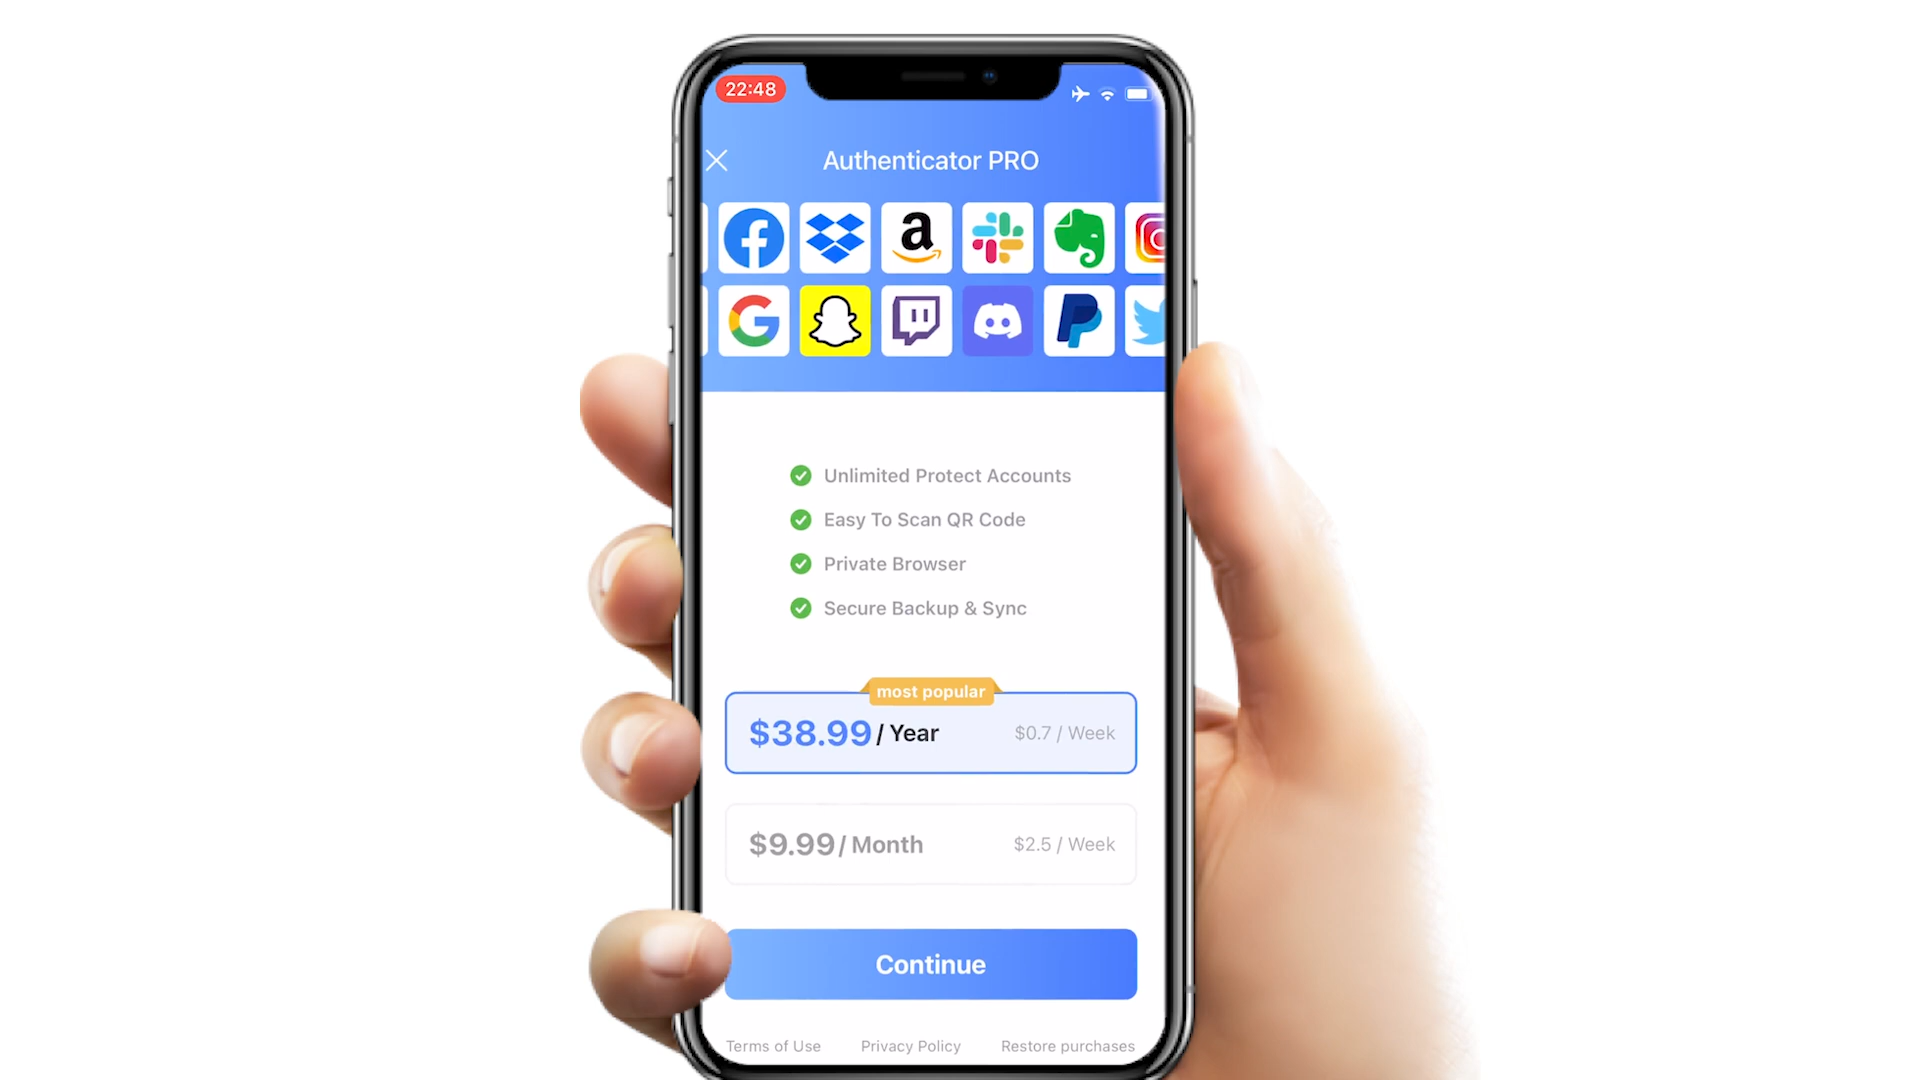 22:48
Authenticator PRO
a
Unlimited Protect Accounts
Easy To Scan QR Code
Private Browser
Secure Backup & Sync
most popular
$38.99 / Year $0.7 / Week
$9.99 / Month $2.5 / Week
Continue
Terms of Use Privacy Policy Restore purchases